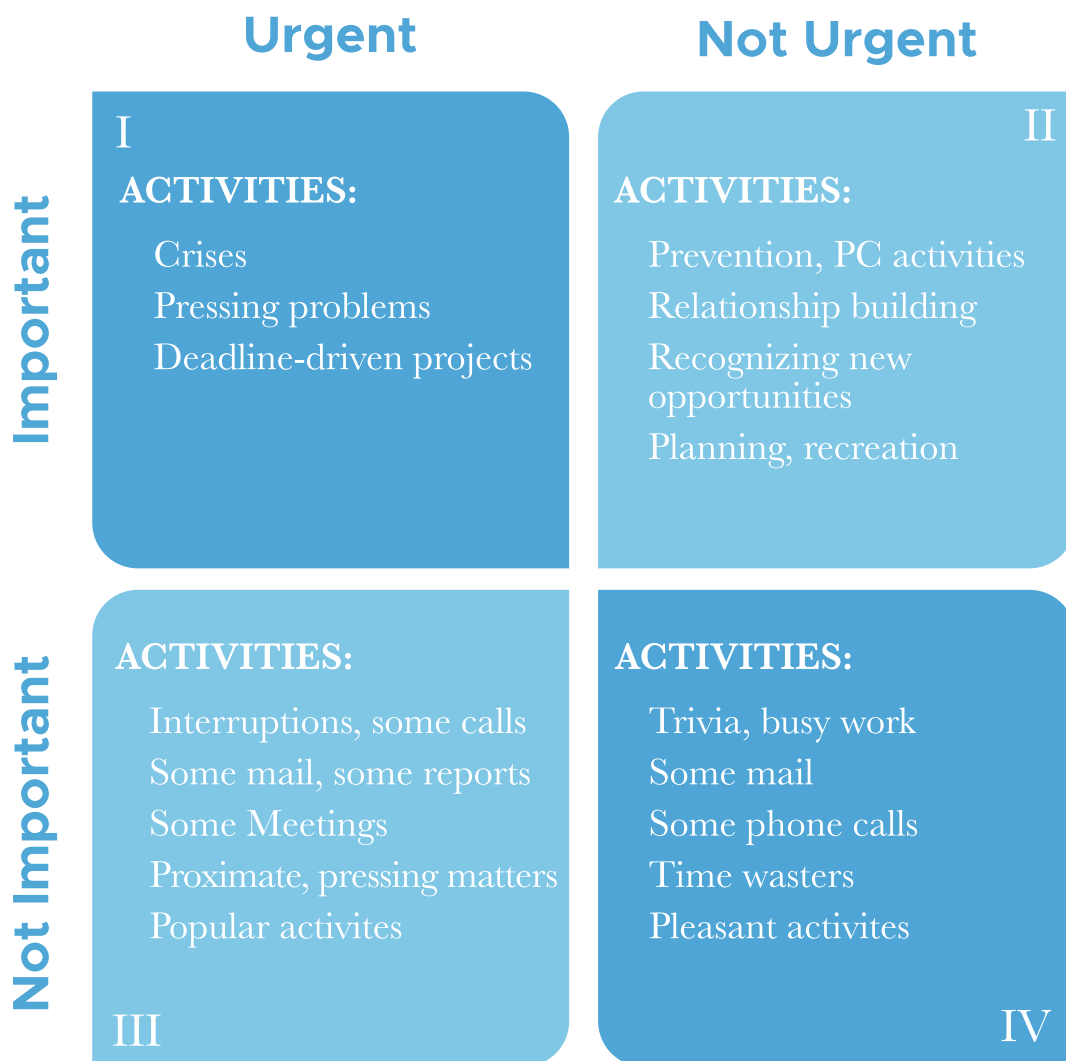 Urgent
Not Urgent
Important
I
ACTIVITIES:
Crises
Pressing problems
Deadline-driven projects
II
ACTIVITIES:
Prevention, PC activities
Relationship building
Recognizing new
opportunities
Planning, recreation
Not Important
ACTIVITIES:
Interruptions, some calls
Some mail, some reports
Some Meetings
Proximate, pressing matters
Popular activites
III
ACTIVITIES:
Trivia, busy work
Some mail
Some phone calls
Time wasters
Pleasant activites
IV